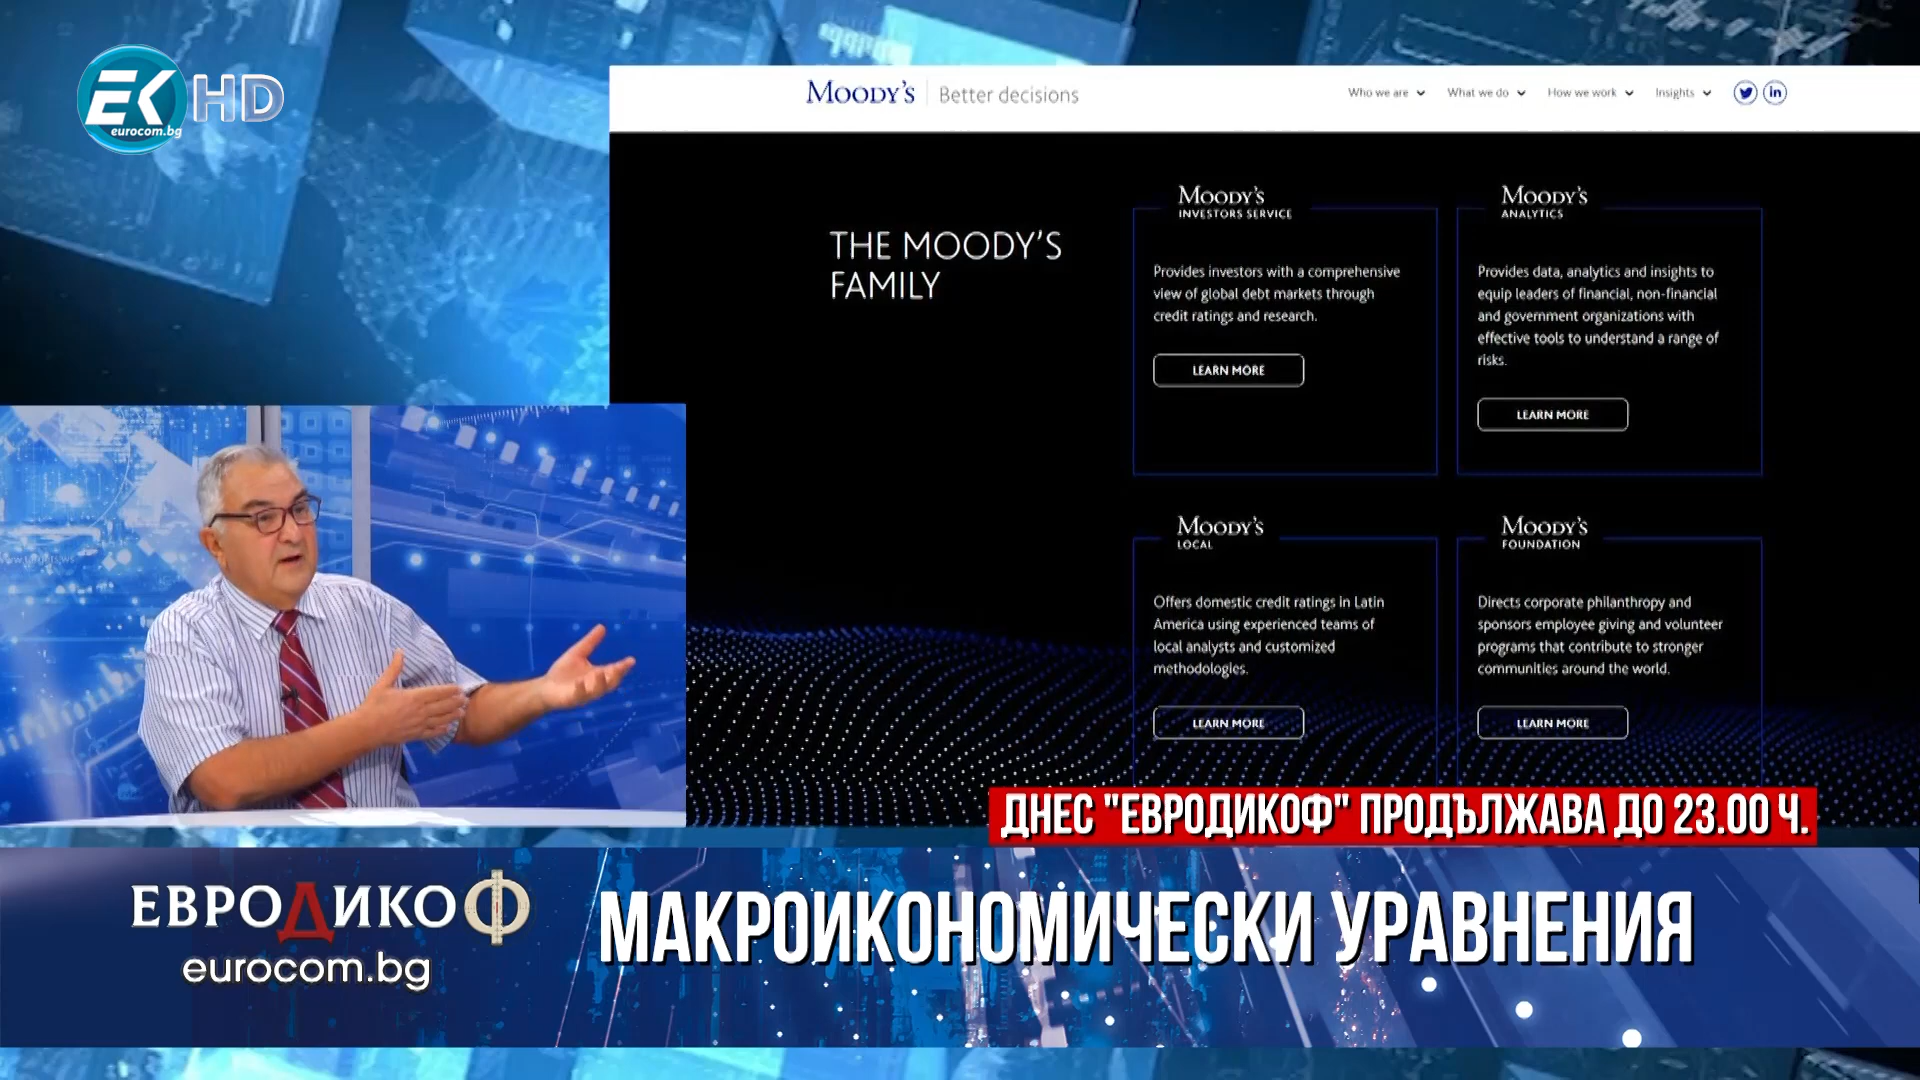 EK HD
eurocom.bg
MOODY'S | Better decisions
Who we are
What we do
How we work
Insights
in
THE MOODY'S
FAMILY
MOODY'S
INVESTORS SERVICE
Provides investors with a comprehensive
view of global debt markets through
credit ratings and research.
LEARN MORE
MOODY'S
ANALYTICS
Provides data, analytics and insights to
equip leaders of financial, non-financial
and government organizations with
effective tools to understand a range of
risks.
LEARN MORE
MOODY'S
LOCAL
Offers domestic credit ratings in Latin
America using experienced teams of
local analysts and customized
methodologies.
LEARN MORE
MOODY'S
FOUNDATION
Directs corporate philanthropy and
sponsors employee giving and volunteer
programs that contribute to stronger
communities around the world.
LEARN MORE
ДНЕС "ЕВРОДИКОФ" ПРОДЪЛЖАВА ДО 23.00 Ч.
ЕВРОДИКОФ
eurocom.bg
МАКРОИКОНОМИЧЕСКИ УРАВНЕНИЯ